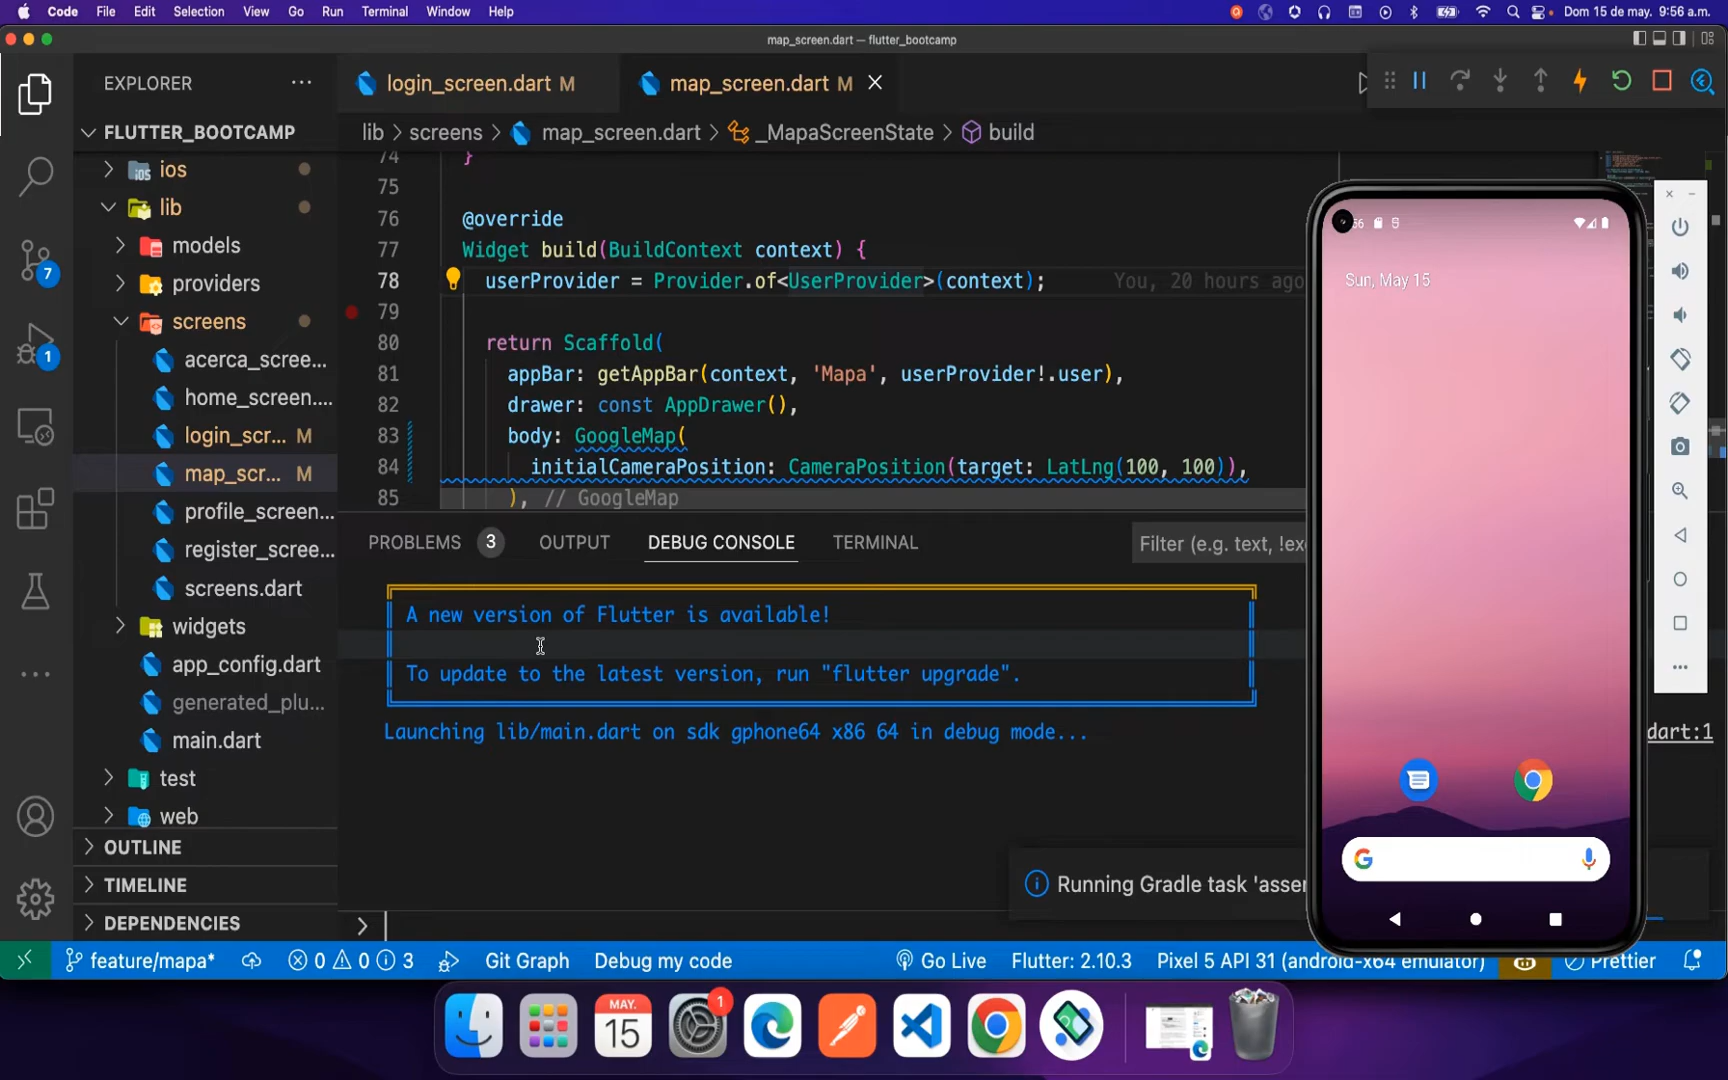 Code File Edit Selection View Go Run Terminal Window Help
Dom 15 de may. 9:56 a.m.
map_screen.dart — flutter_bootcamp
EXPLORER
login_screen.dart M
map_screen.dart M
FLUTTER_BOOTCAMP
lib > screens > map_screen.dart > _MapaScreenState > build
ios
lib
models
providers
screens
acerca_scree...
home_screen....
login_scr... M
map_scr... M
profile_screen...
register_scree...
screens.dart
widgets
app_config.dart
generated_plu...
main.dart
test
web
OUTLINE
TIMELINE
DEPENDENCIES
7
1
74 }
75
76 @override
77 Widget build(BuildContext context) {
78 userProvider = Provider.of<UserProvider>(context); You, 20 hours ago
79
80 return Scaffold(
81 appBar: getAppBar(context, 'Mapa', userProvider!.user),
82 drawer: const AppDrawer(),
83 body: GoogleMap(
84 initialCameraPosition: CameraPosition(target: LatLng(100, 100)),
85 ), // GoogleMap
PROBLEMS 3 OUTPUT DEBUG CONSOLE TERMINAL
Filter (e.g. text, !ex
A new version of Flutter is available!
To update to the latest version, run "flutter upgrade".
Launching lib/main.dart on sdk gphone64 x86 64 in debug mode...
dart:1
Running Gradle task 'asser
56
Sun, May 15
feature/mapa* 0 0 3 Git Graph Debug my code
Go Live Flutter: 2.10.3 Pixel 5 API 31 (android-x64 emulator) Prettier
MAY.
15
1